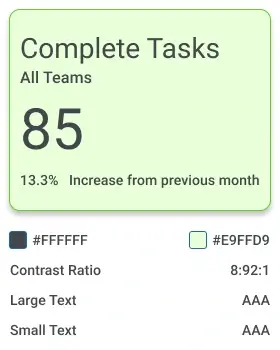 Complete Tasks
All Teams
85
13.3% Increase from previous month
#FFFFFF #E9FFD9
Contrast Ratio 8:92:1
Large Text AAA
Small Text AAA